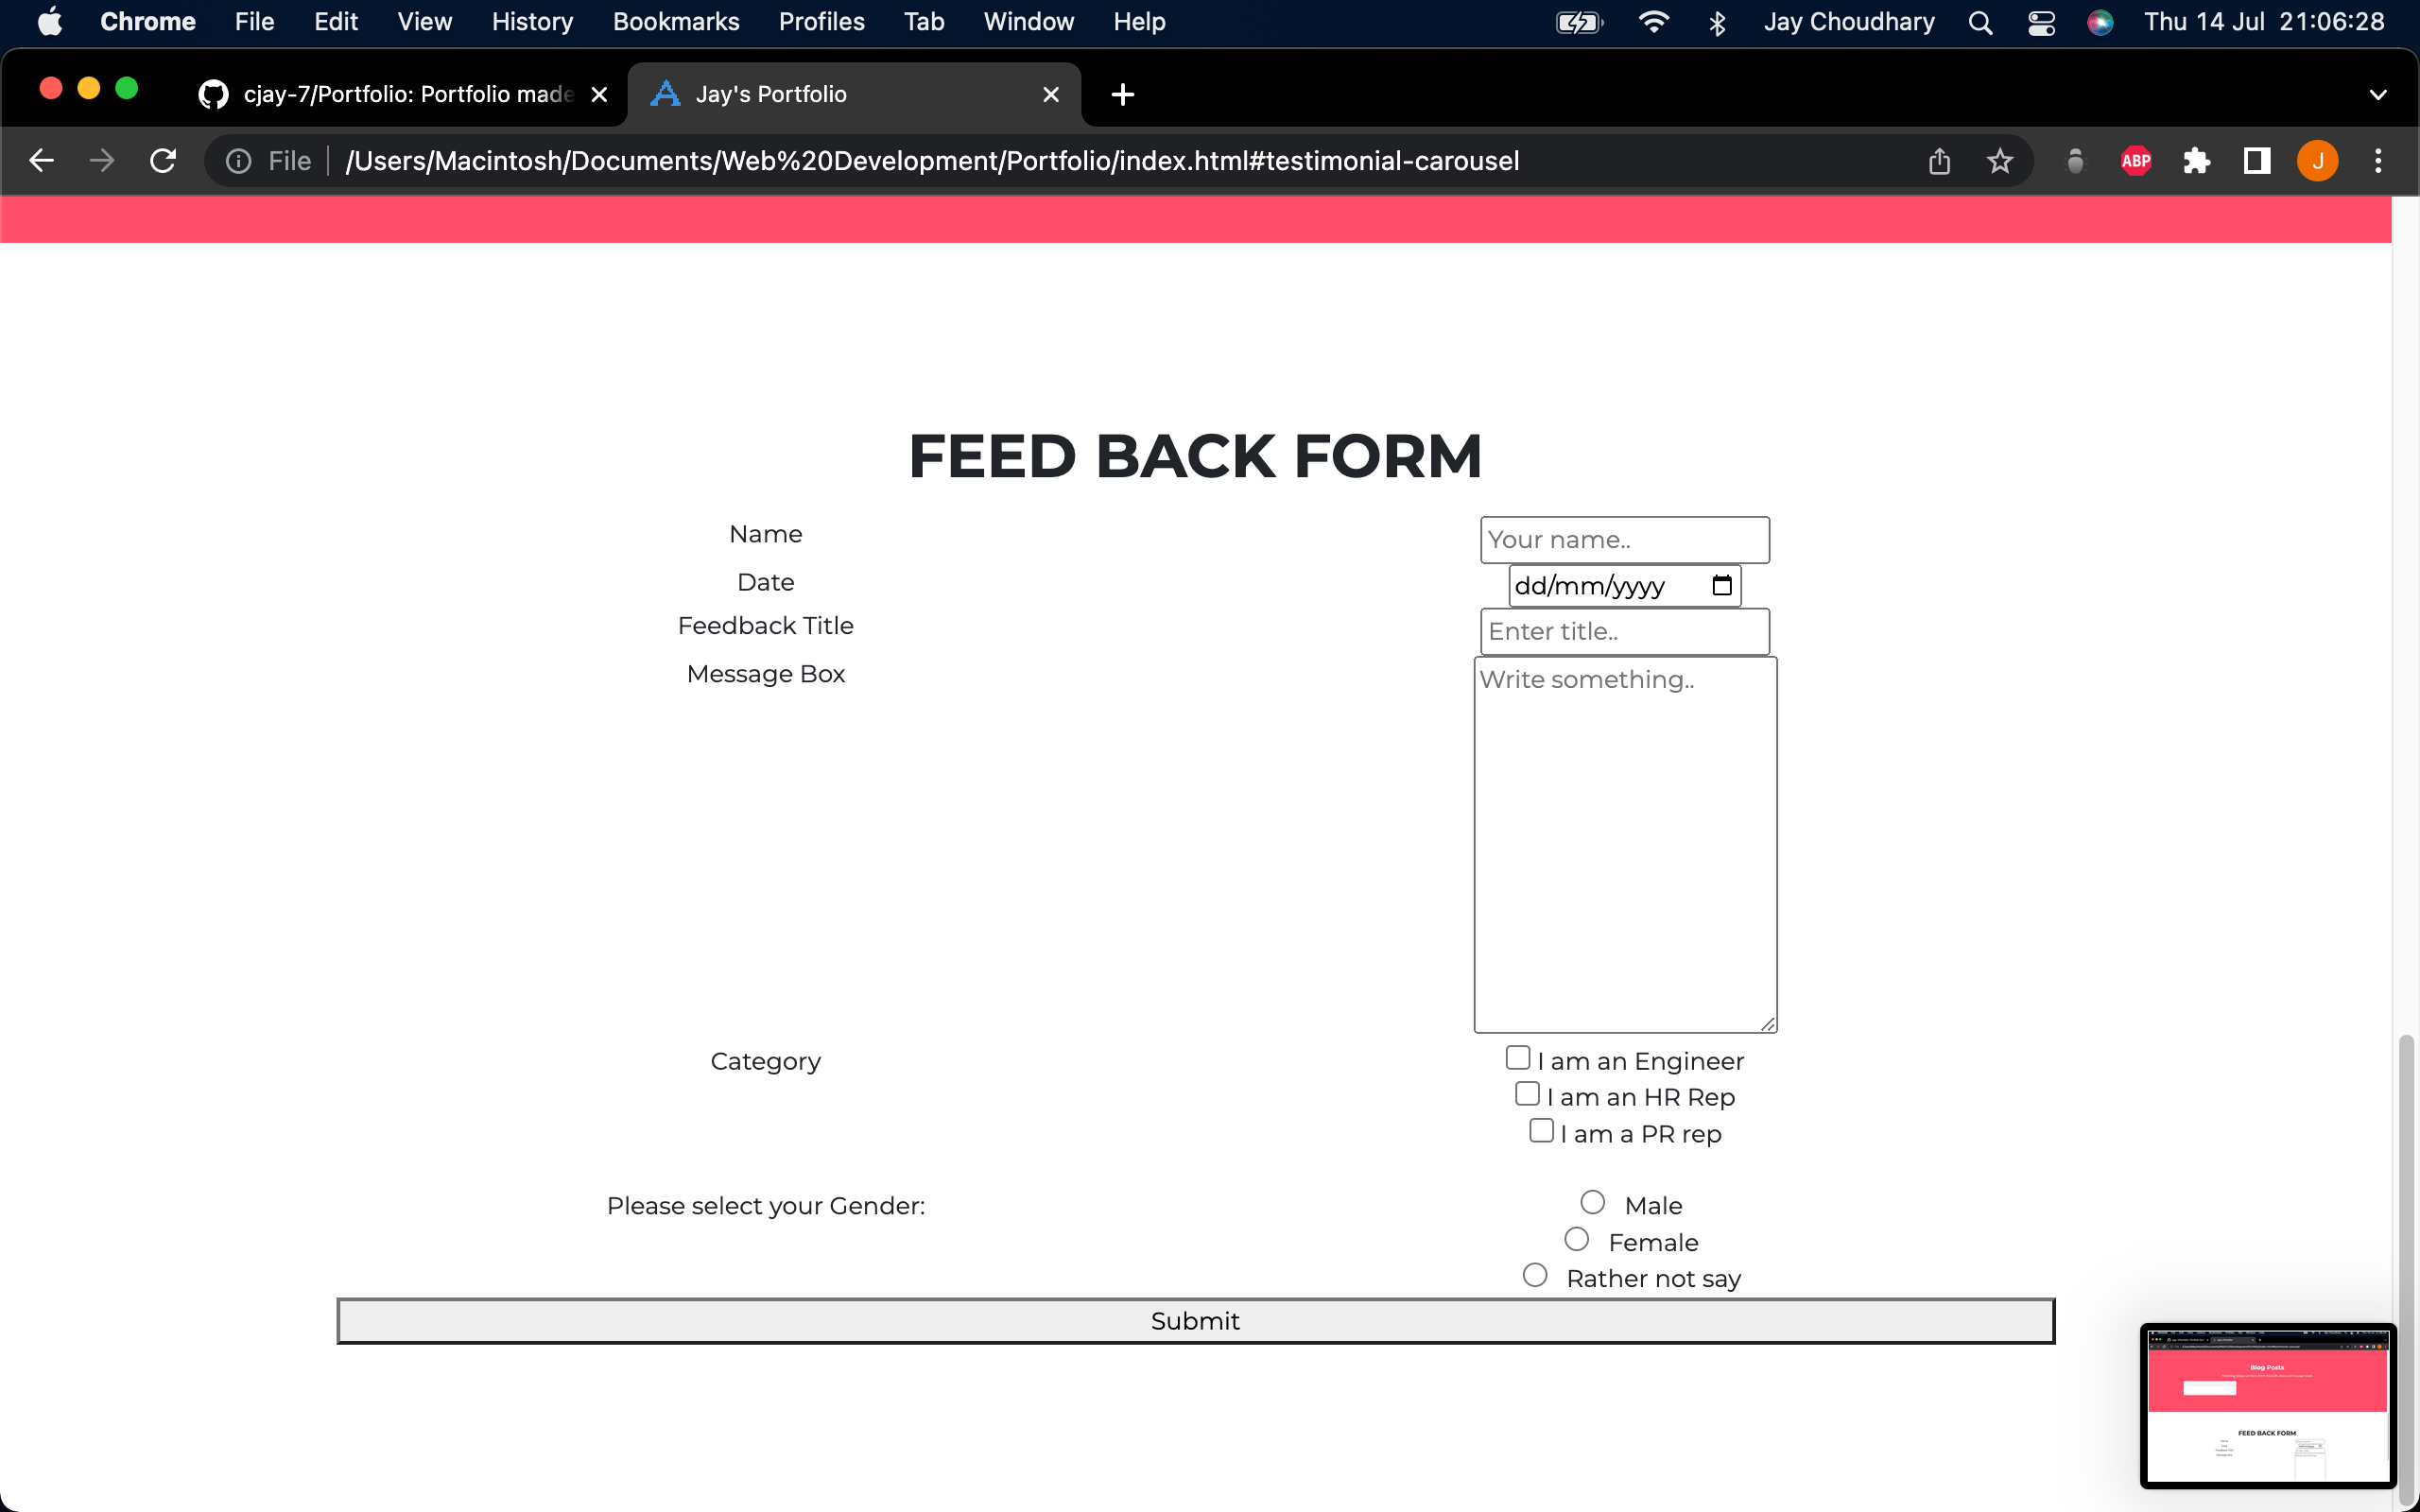 Chrome File Edit View History Bookmarks Profiles Tab Window Help Jay Choudhary Thu 14 Jul 21:06:28
cjay-7/Portfolio: Portfolio made Jay's Portfolio
File /Users/Macintosh/Documents/Web%20Development/Portfolio/index.html#testimonial-carousel ABP J
FEED BACK FORM
Name Your name..
Date dd/mm/yyyy
Feedback Title Enter title..
Message Box Write something..
Category I am an Engineer
I am an HR Rep
I am a PR rep
Please select your Gender: Male
Female
Rather not say
Submit
Blog Posts
FEED BACK FORM